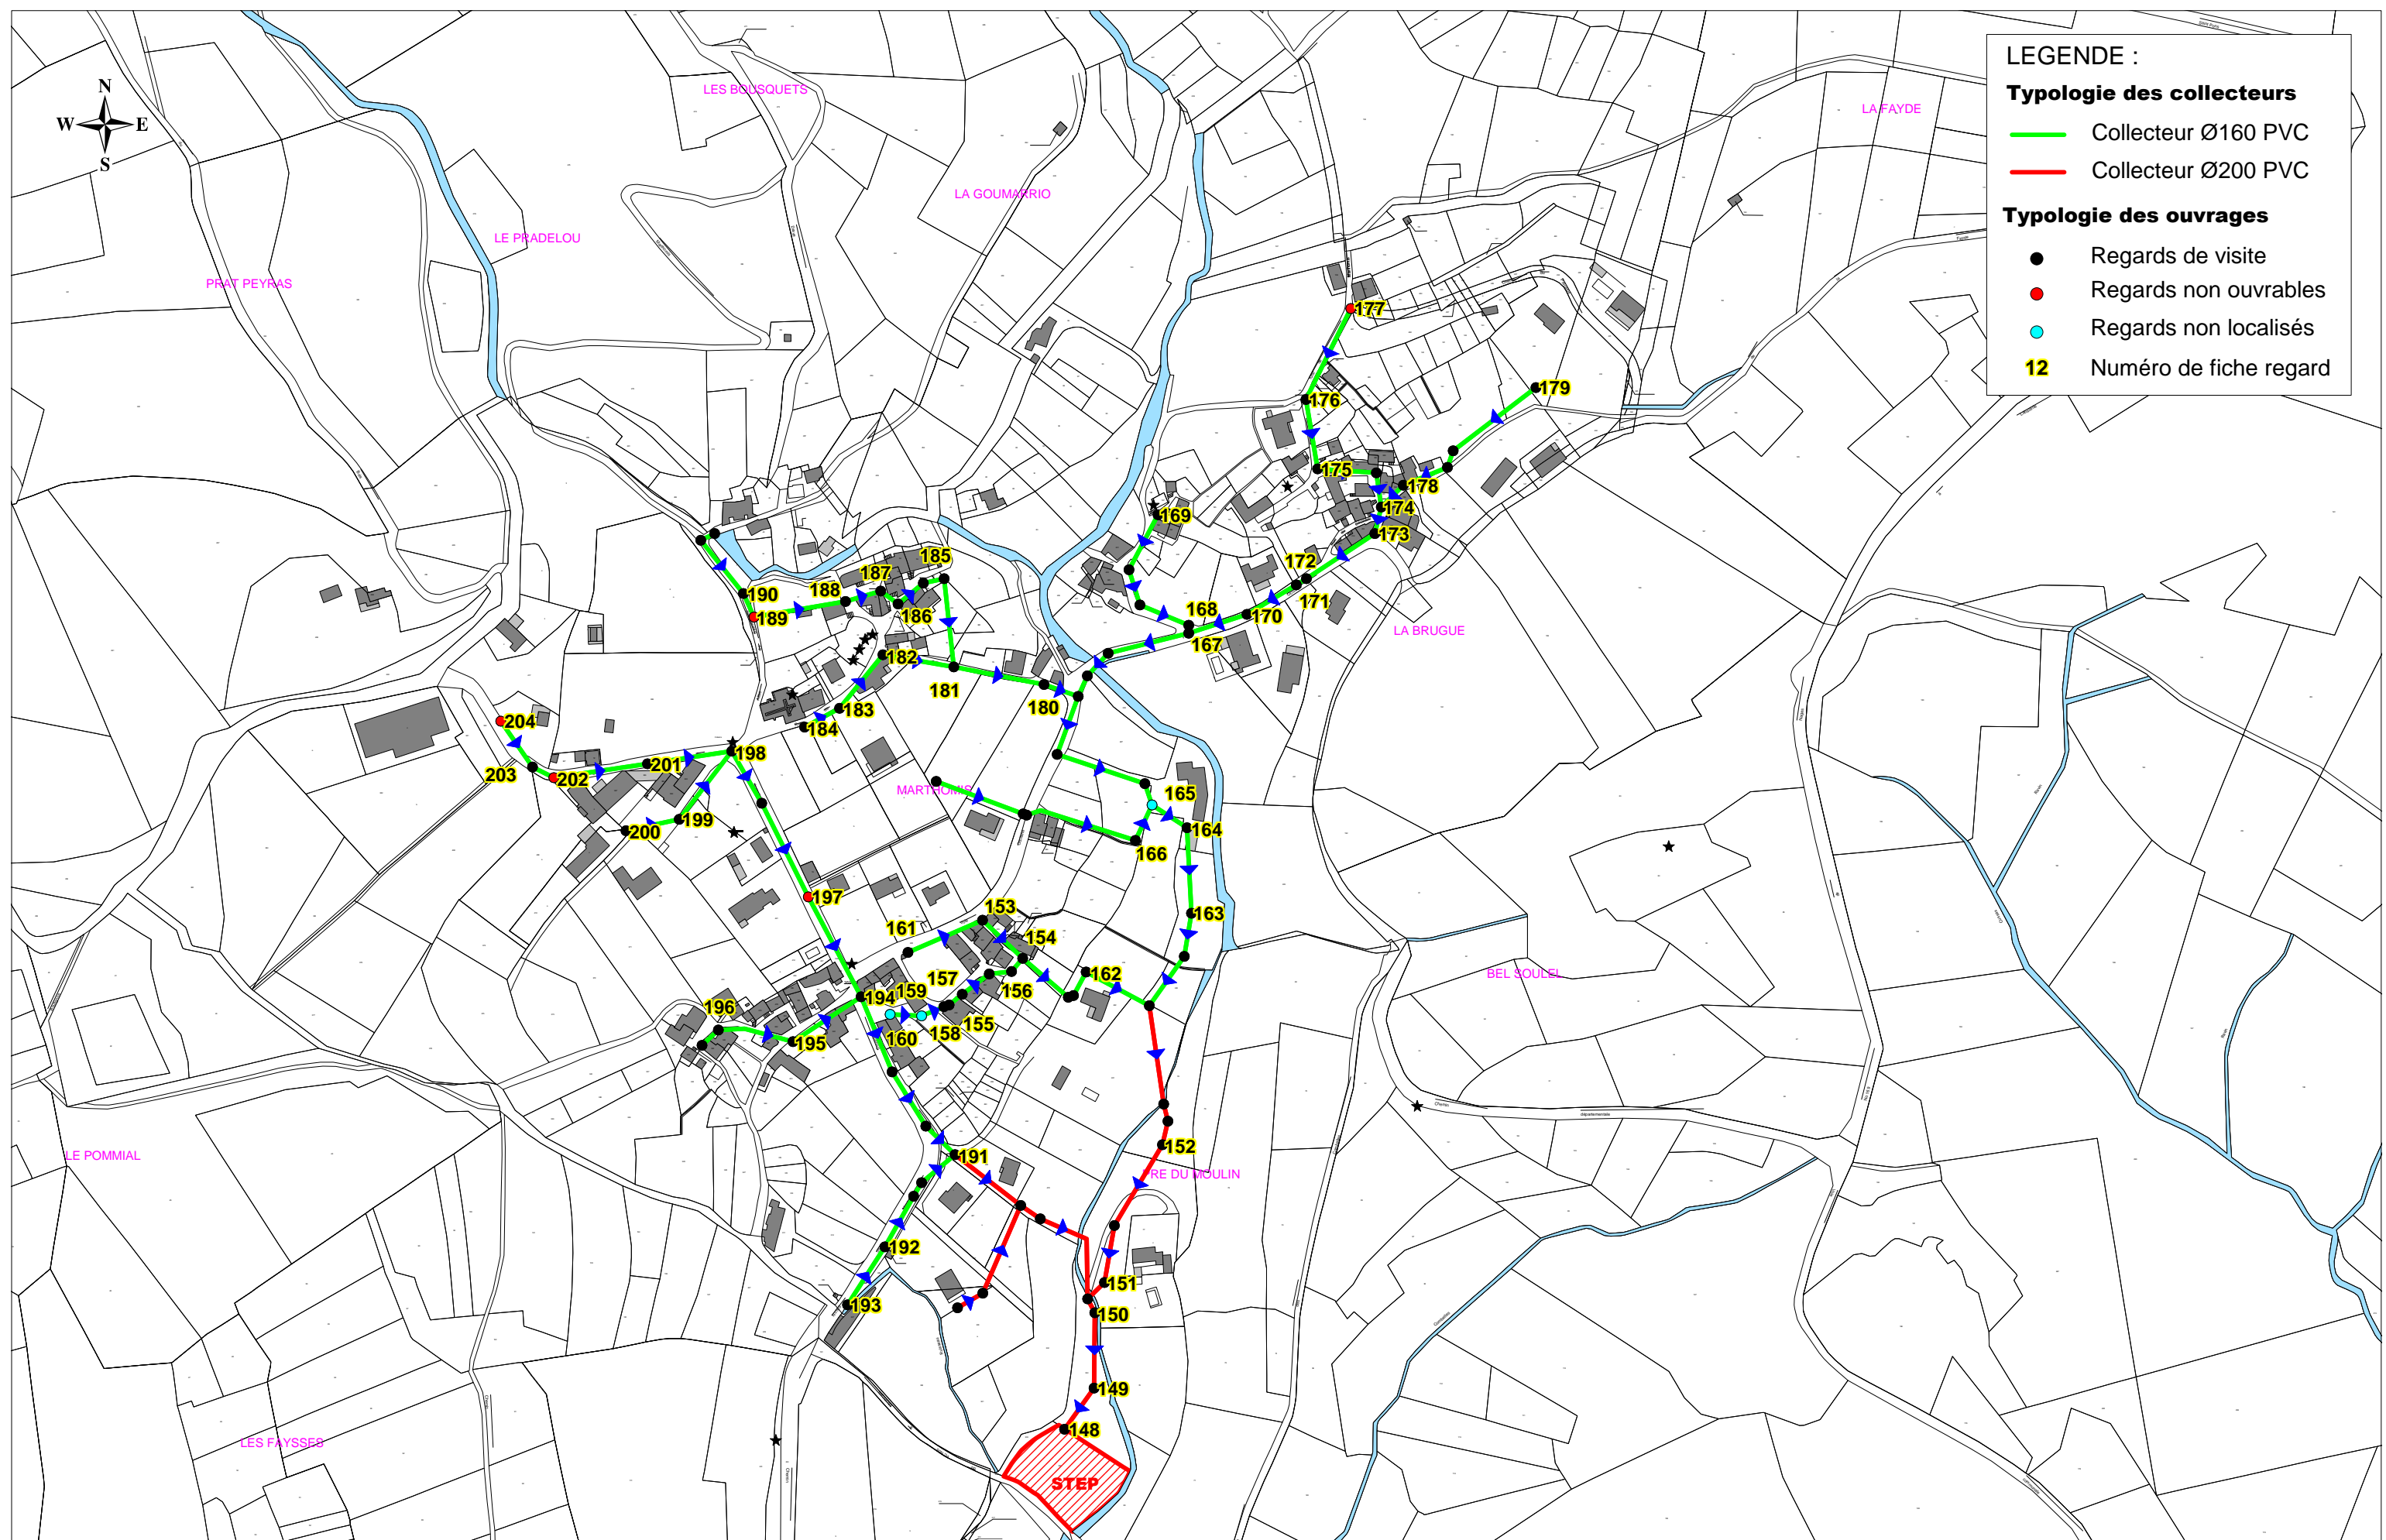 LEGENDE :
Typologie des collecteurs
Collecteur Ø160 PVC
Collecteur Ø200 PVC
Typologie des ouvrages
Regards de visite
Regards non ouvrables
Regards non localisés
12 Numéro de fiche regard
N
W E
S
LES BOUSQUETS
LA FAYDE
LA GOUMARRIO
LE PRADELOU
PRAT PEYRAS
177
179
176
175
178
174
169
173
185
172
187
188
190
171
186
168
170
189
LA BRUGUE
167
182
181
180
183
204
184
198
201
203
202
MARTHOMIS
165
199
164
200
166
197
153
163
161
154
162
BEL SOULEL
157
156
194
159
196
155
158
160
195
152
LE POMMIAL
191
PRE DU MOULIN
192
151
193
150
149
148
LES FAYSSES
STEP